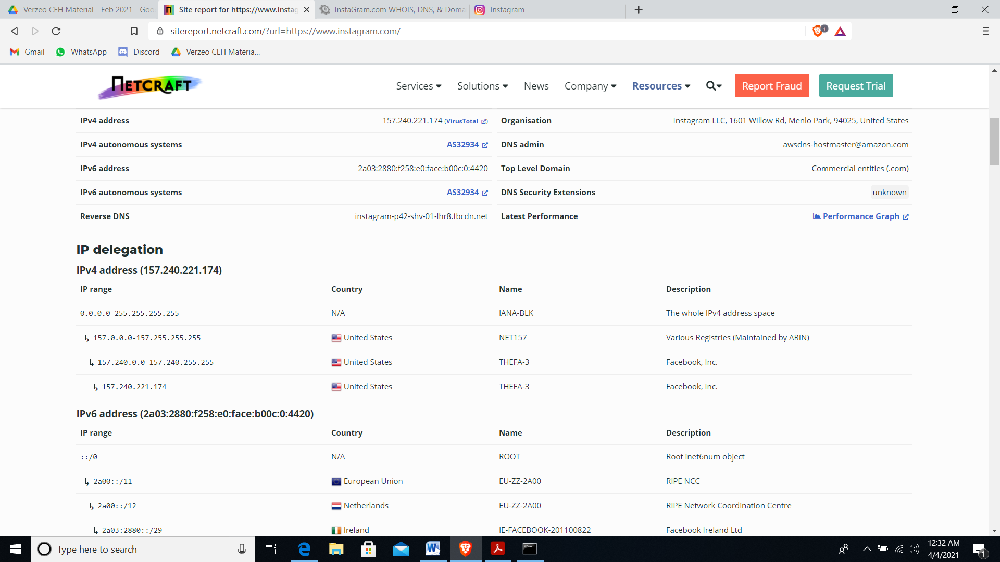 Verzeo CEH Material - Feb 2021 - Goo
Site report for https://www.instag
InstaGram.com WHOIS, DNS, & Doma
Instagram
sitereport.netcraft.com/?url=https://www.instagram.com/
1
Gmail
WhatsApp
Discord
Verzeo CEH Materia...
NETCRAFT
Services
Solutions
News
Company
Resources
Report Fraud
Request Trial
IPv4 address 157.240.221.174 (VirusTotal) Organisation Instagram LLC, 1601 Willow Rd, Menlo Park, 94025, United States
IPv4 autonomous systems AS32934 DNS admin awsdns-hostmaster@amazon.com
IPv6 address 2a03:2880:f258:e0:face:b00c:0:4420 Top Level Domain Commercial entities (.com)
IPv6 autonomous systems AS32934 DNS Security Extensions unknown
Reverse DNS instagram-p42-shv-01-lhr8.fbcdn.net Latest Performance Performance Graph
IP delegation
IPv4 address (157.240.221.174)
IP range Country Name Description
0.0.0.0-255.255.255.255 N/A IANA-BLK The whole IPv4 address space
↳ 157.0.0.0-157.255.255.255 United States NET157 Various Registries (Maintained by ARIN)
↳ 157.240.0.0-157.240.255.255 United States THEFA-3 Facebook, Inc.
↳ 157.240.221.174 United States THEFA-3 Facebook, Inc.
IPv6 address (2a03:2880:f258:e0:face:b00c:0:4420)
IP range Country Name Description
::/0 N/A ROOT Root inet6num object
↳ 2a00::/11 European Union EU-ZZ-2A00 RIPE NCC
↳ 2a00::/12 Netherlands EU-ZZ-2A00 RIPE Network Coordination Centre
↳ 2a03:2880::/29 Ireland IE-FACEBOOK-201100822 Facebook Ireland Ltd
Type here to search
12:32 AM
4/4/2021
1